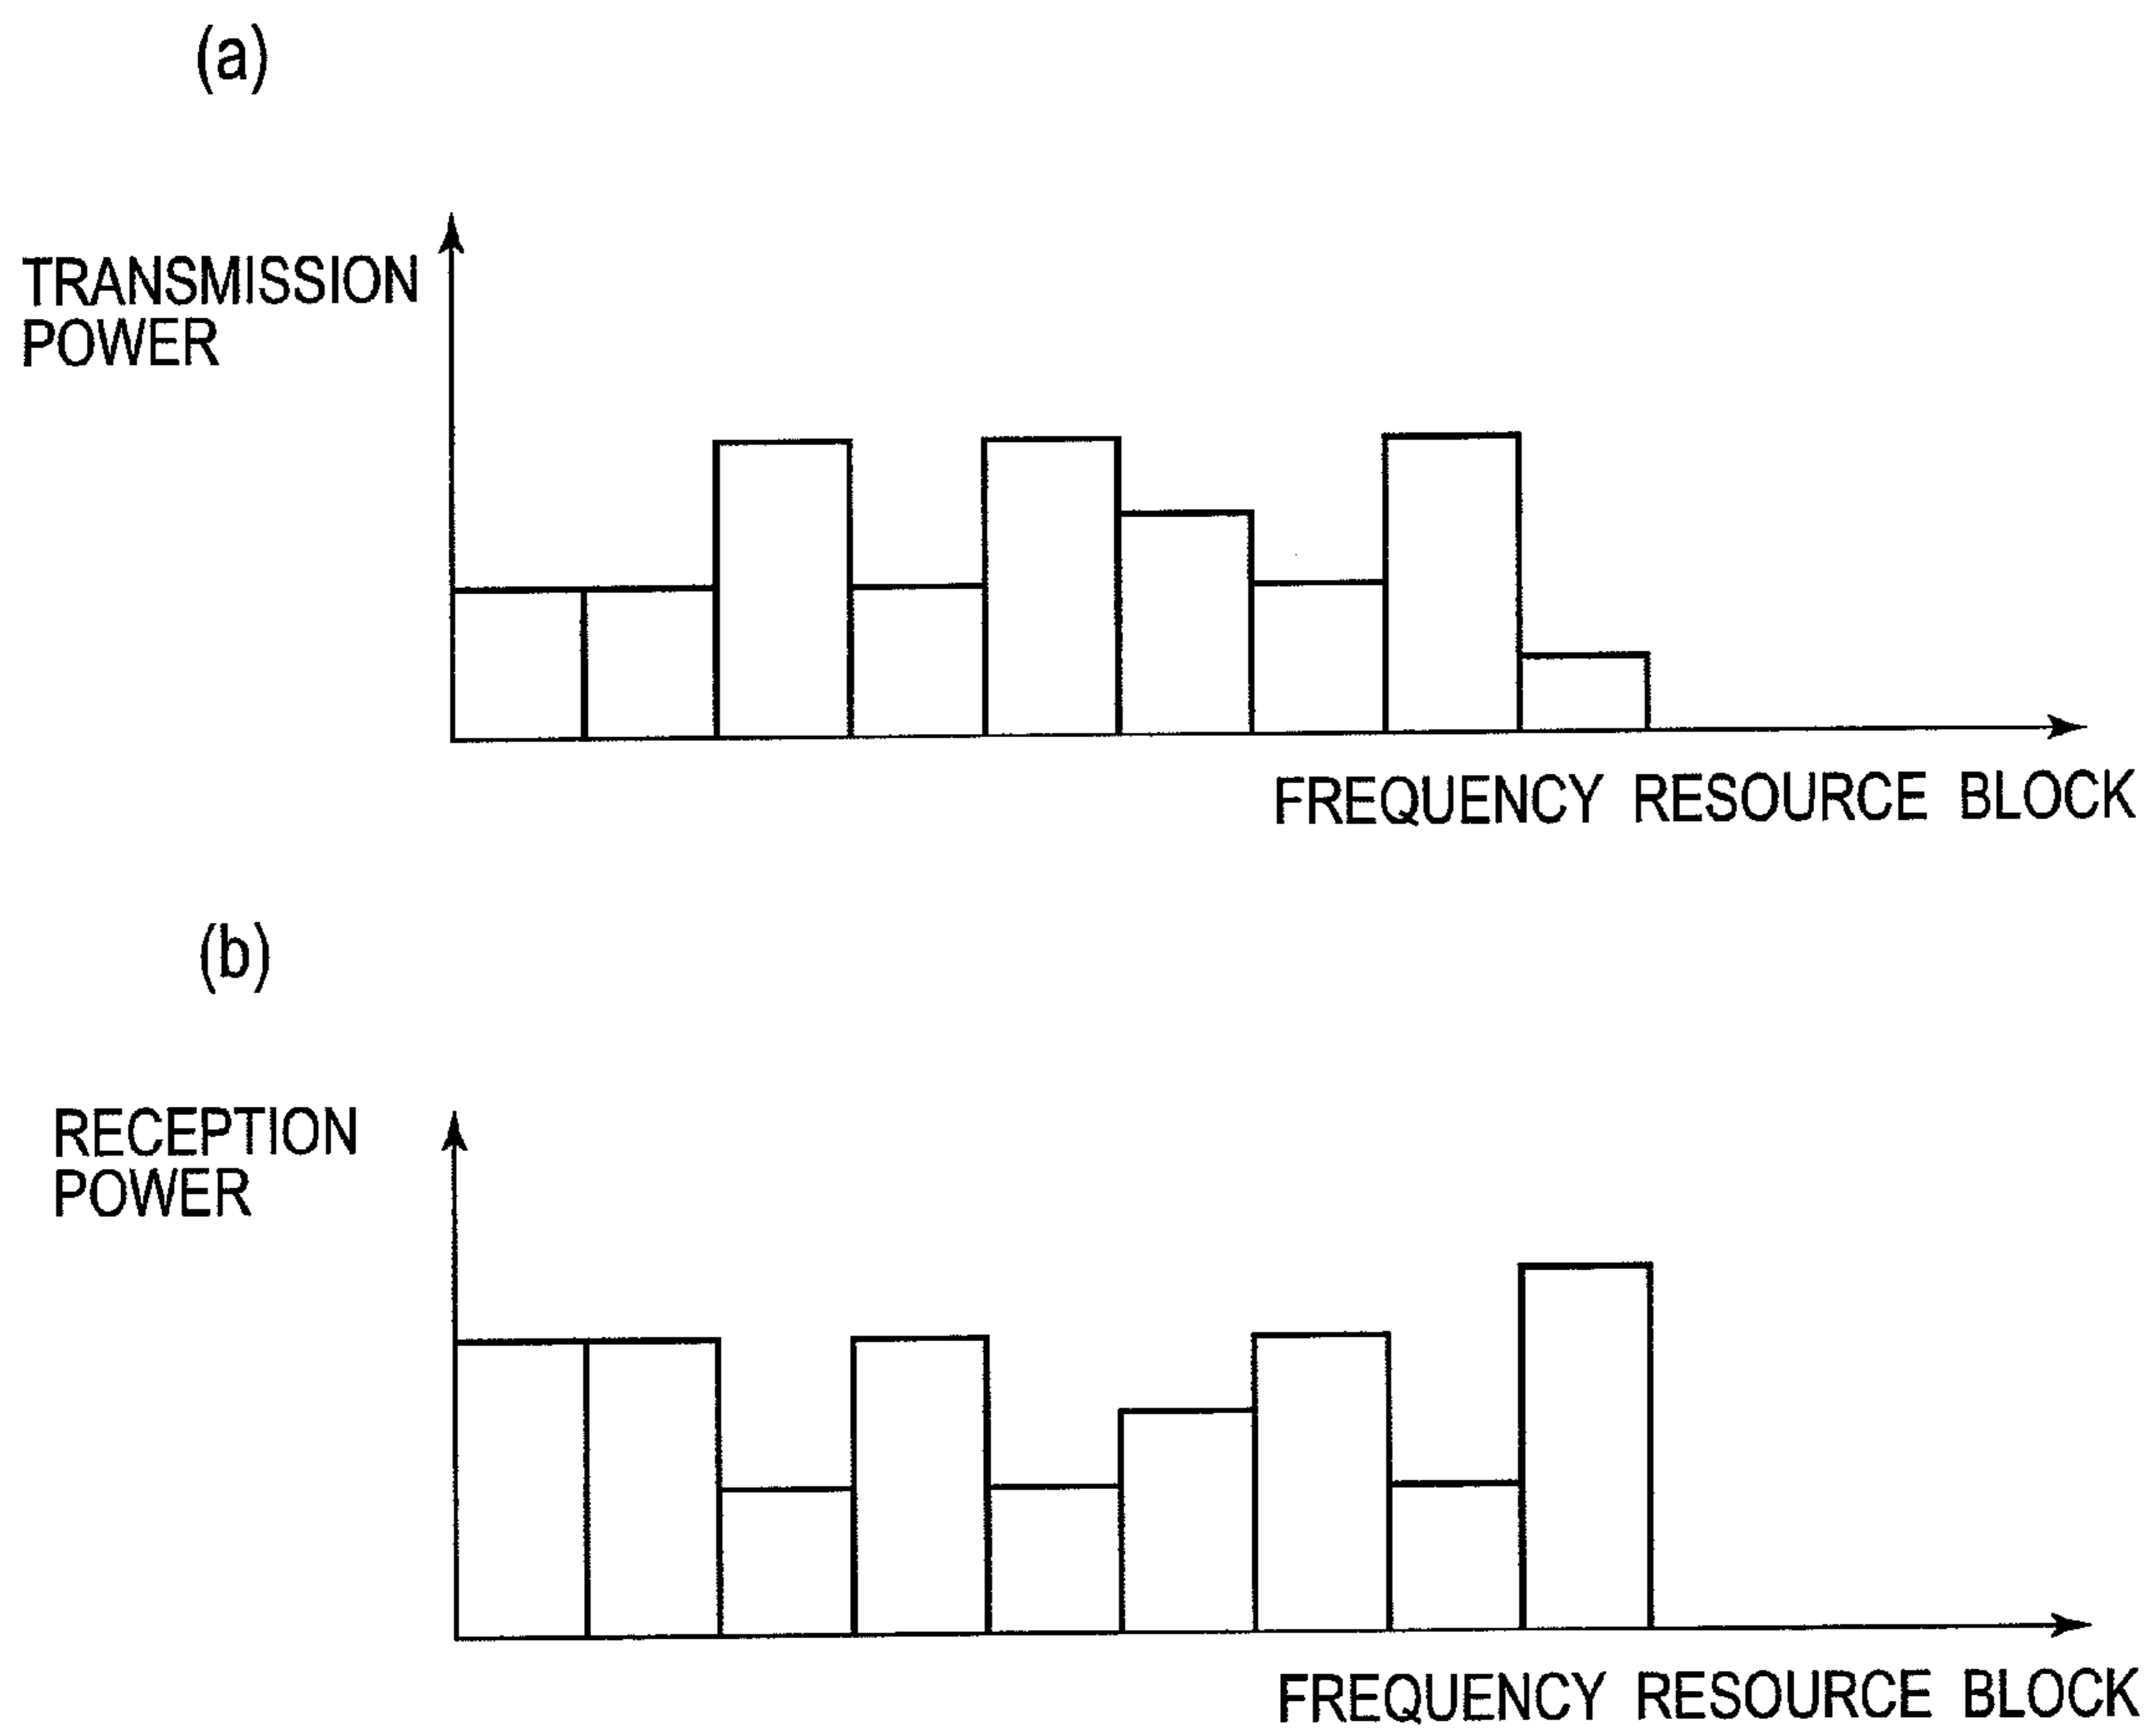 (a)
TRANSMISSION
POWER
FREQUENCY RESOURCE BLOCK
(b)
RECEPTION
POWER
FREQUENCY RESOURCE BLOCK